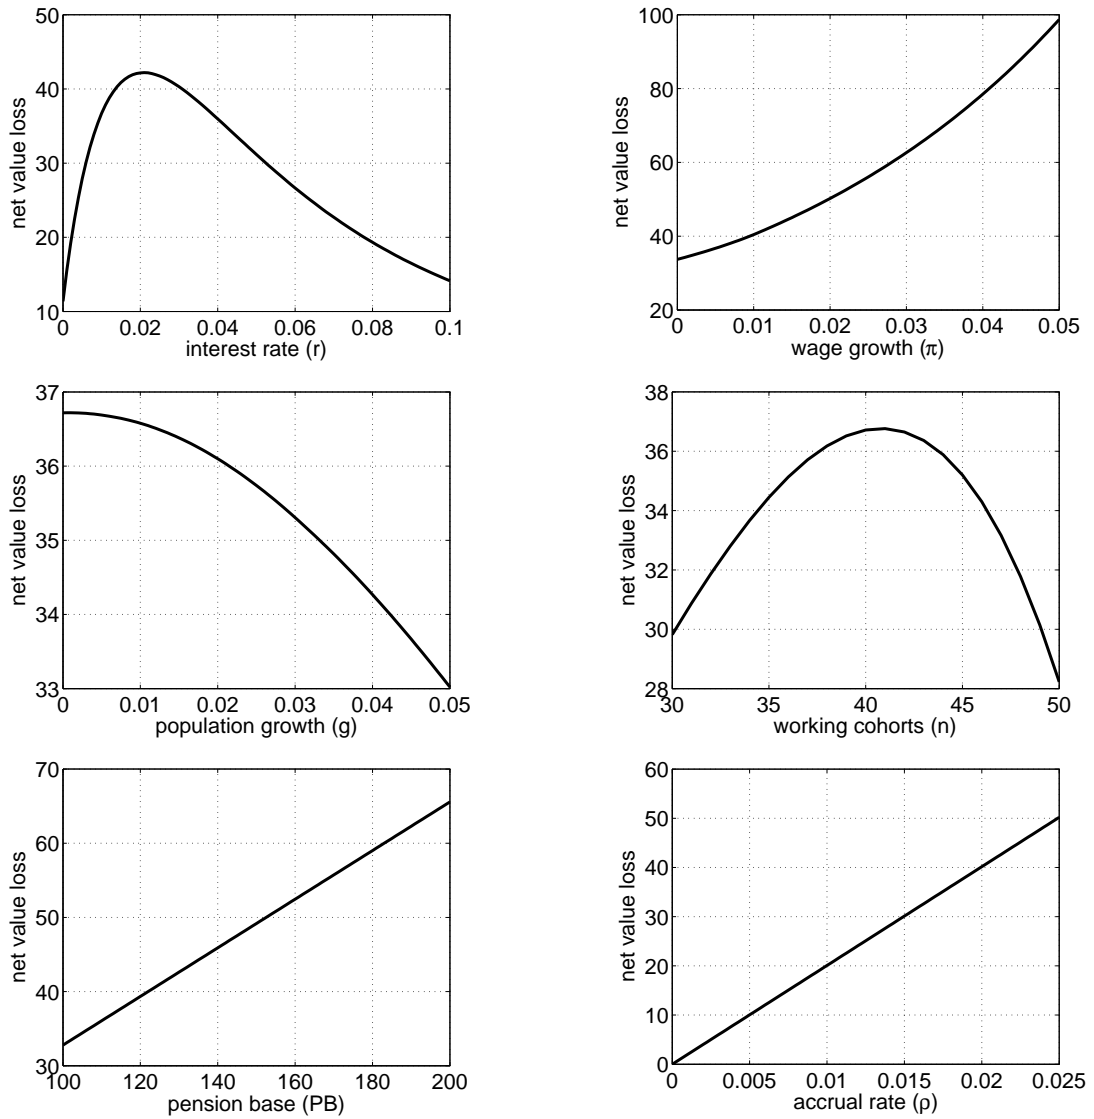 50
40
30
20
10
net value loss
0 0.02 0.04 0.06 0.08 0.1
interest rate (r)
100
80
60
40
20
net value loss
0 0.01 0.02 0.03 0.04 0.05
wage growth (π)
37
36
35
34
33
net value loss
0 0.01 0.02 0.03 0.04 0.05
population growth (g)
38
36
34
32
30
28
net value loss
30 35 40 45 50
working cohorts (n)
70
60
50
40
30
net value loss
100 120 140 160 180 200
pension base (PB)
60
50
40
30
20
10
0
net value loss
0 0.005 0.01 0.015 0.02 0.025
accrual rate (ρ)